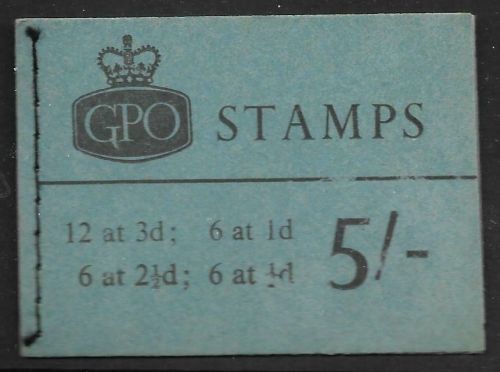 GPO STAMPS
12 at 3d; 6 at 1d
6 at 2½d; 6 at ½d 5/-